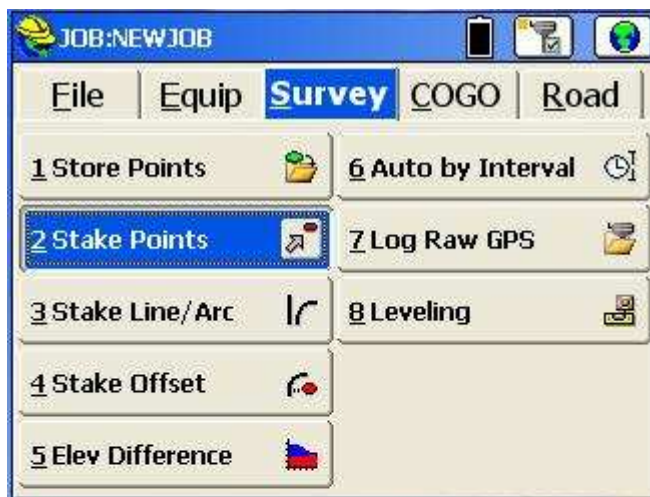 JOB:NEWJOB
File Equip Survey COGO Road
1 Store Points
2 Stake Points
3 Stake Line/Arc
4 Stake Offset
5 Elev Difference
6 Auto by Interval
7 Log Raw GPS
8 Leveling